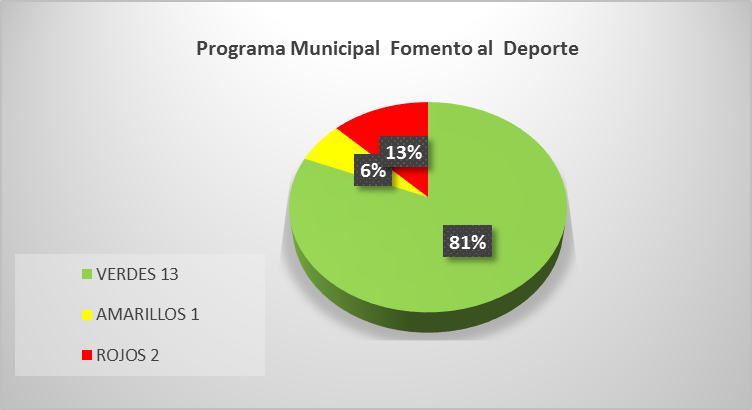 Programa Municipal Fomento al Deporte
13%
6%
81%
VERDES 13
AMARILLOS 1
ROJOS 2